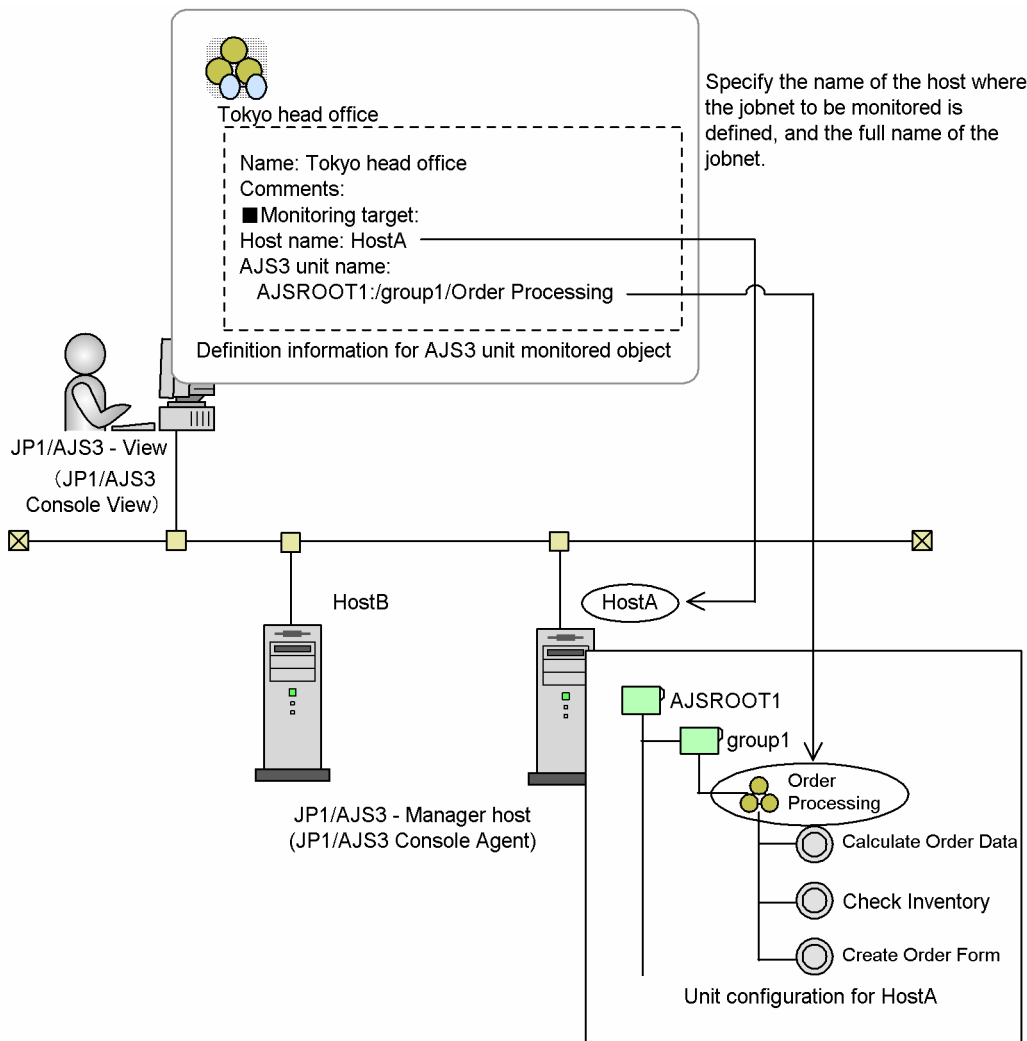 Tokyo head office
Name: Tokyo head office
Comments:
■Monitoring target:
Host name: HostA
AJS3 unit name:
AJSROOT1:/group1/Order Processing
Definition information for AJS3 unit monitored object
Specify the name of the host where
the jobnet to be monitored is
defined, and the full name of the
jobnet.
JP1/AJS3 - View
（JP1/AJS3
Console View）
HostB
HostA
JP1/AJS3 - Manager host
(JP1/AJS3 Console Agent)
AJSROOT1
group1
Order
Processing
Calculate Order Data
Check Inventory
Create Order Form
Unit configuration for HostA